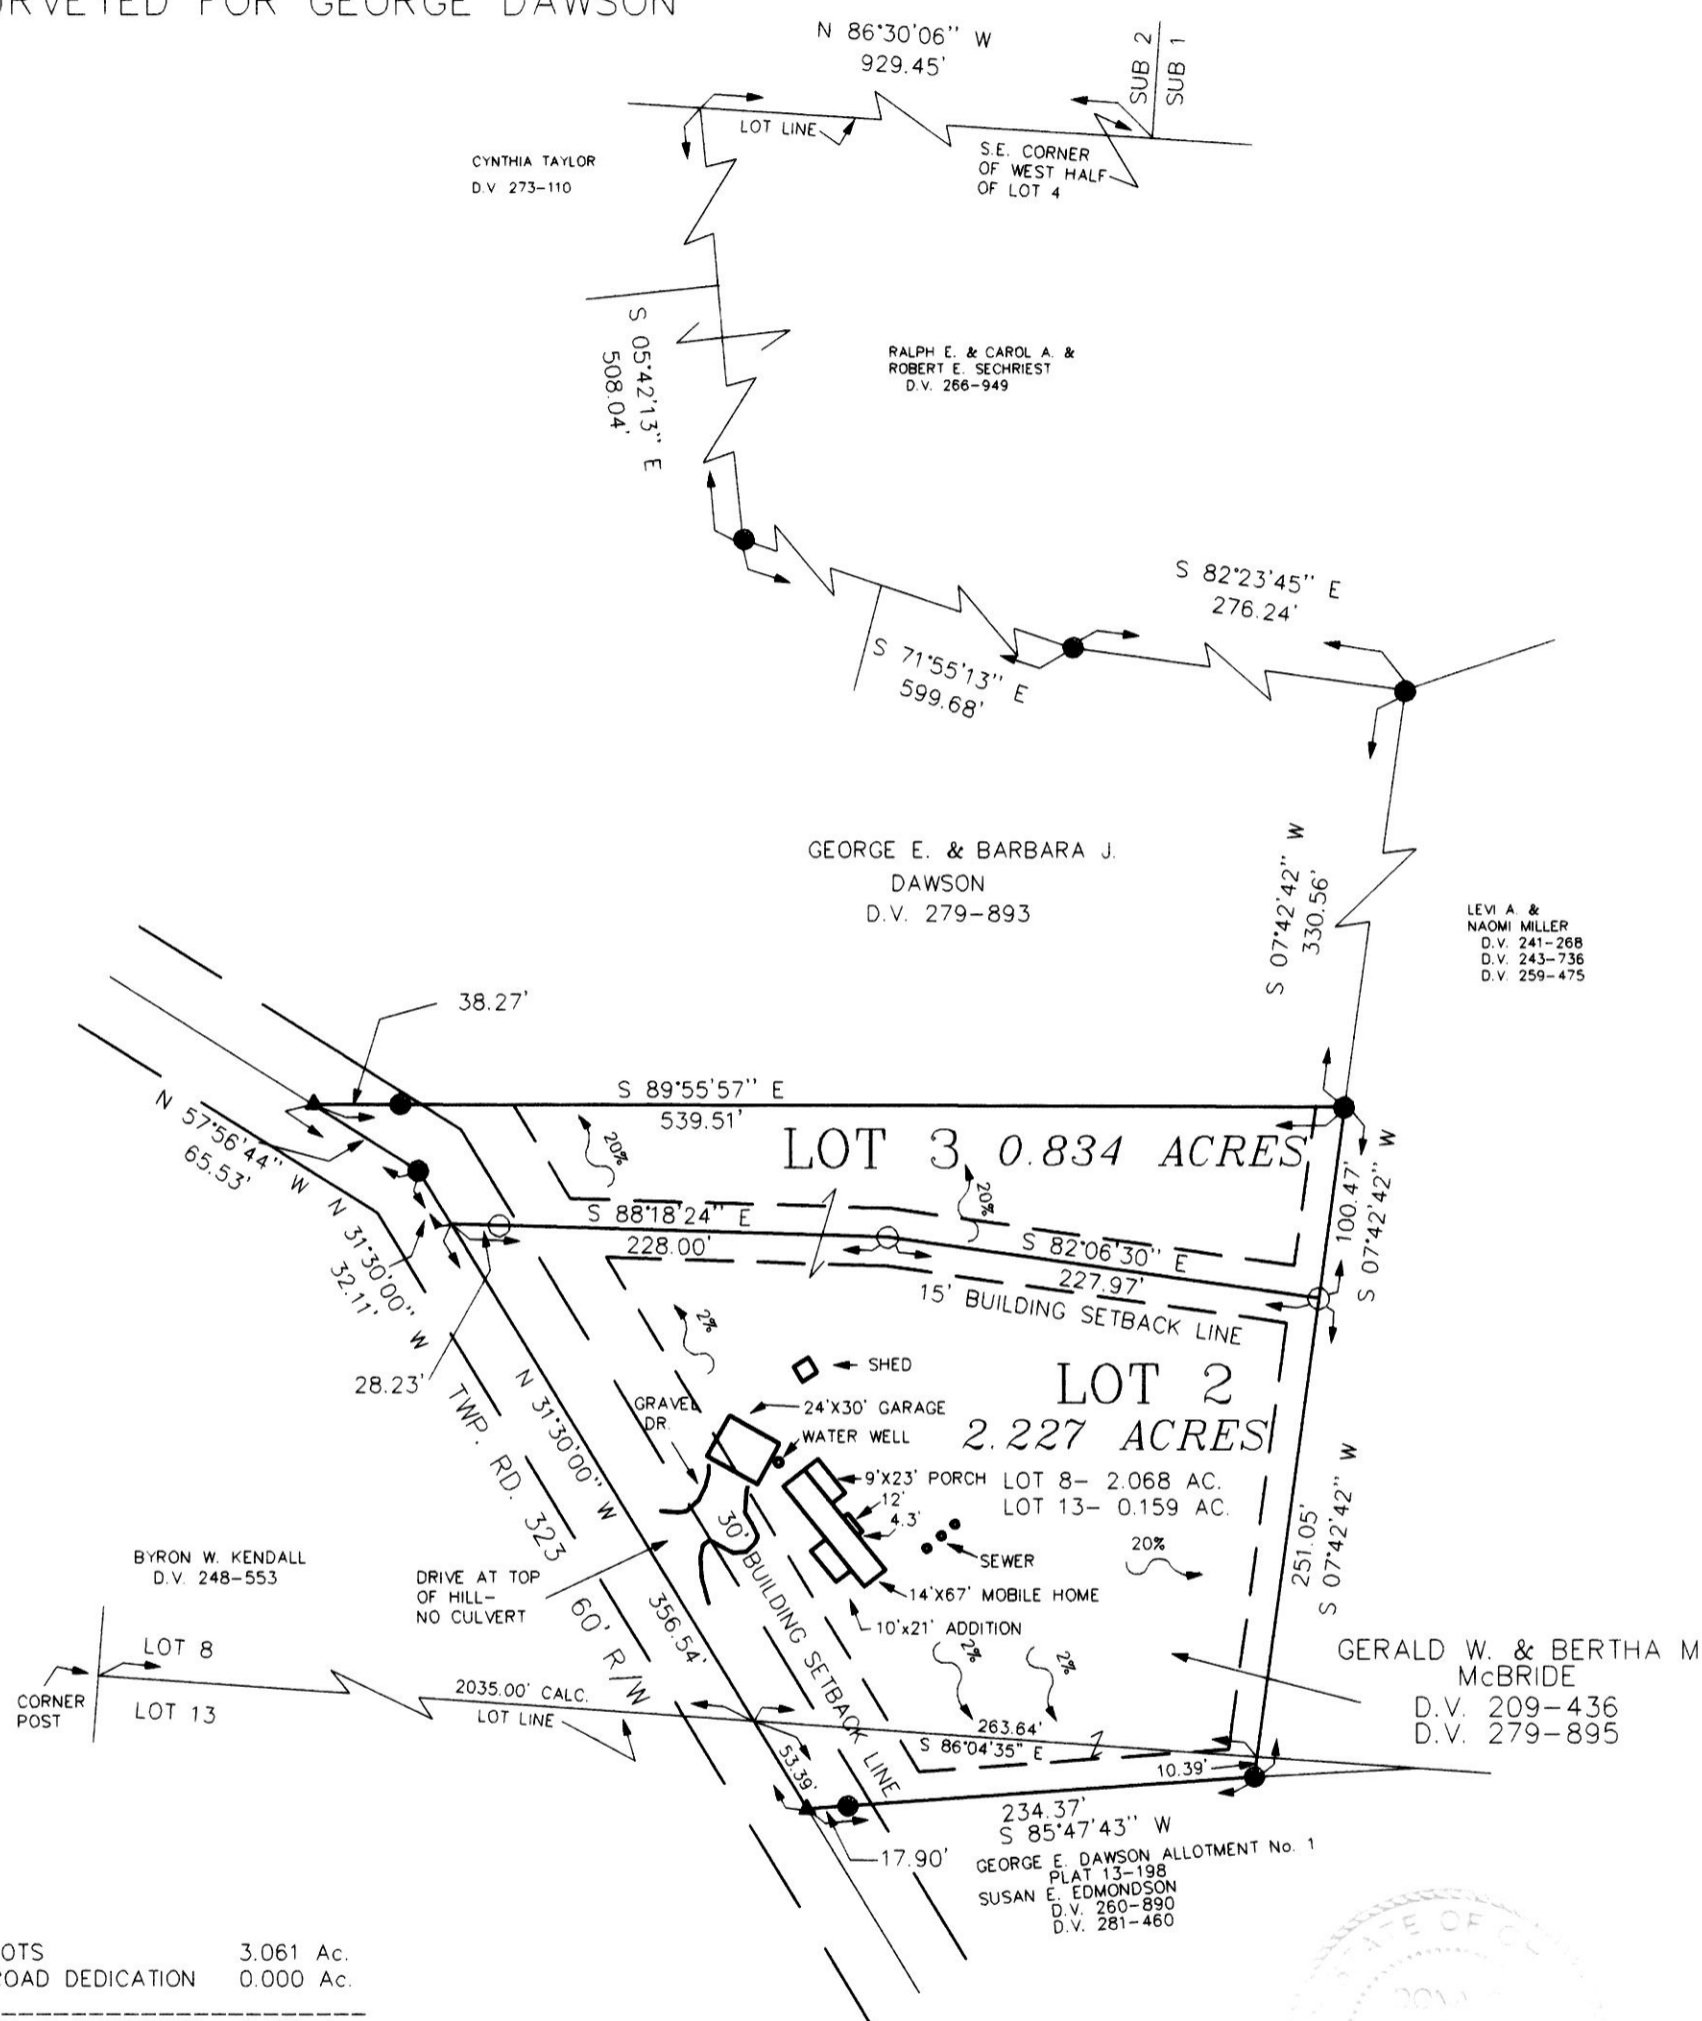 SURVEYED FOR GEORGE DAWSON
N 86°30'06" W
929.45'
SUB 2
SUB 1
LOT LINE
S.E. CORNER
OF WEST HALF
OF LOT 4
CYNTHIA TAYLOR
D.V 273-110
S 05°42'13" E
508.04'
RALPH E. & CAROL A. &
ROBERT E. SECHRIEST
D.V. 266-949
S 82°23'45" E
276.24'
S 71°55'13" E
599.68'
GEORGE E. & BARBARA J.
DAWSON
D.V. 279-893
S 07°42'42" W
330.56'
LEVI A. &
NAOMI MILLER
D.V. 241-268
D.V. 243-736
D.V. 259-475
38.27'
S 89°55'57" E
539.51'
N 57°56'44" W
65.53'
20%
LOT 3 0.834 ACRES
20%
100.47'
S 07°42'42" W
S 88°18'24" E
228.00'
S 82°06'30" E
227.97'
15' BUILDING SETBACK LINE
N 31°30'00" W
32.11'
28.23'
2%
SHED
LOT 2
2.227 ACRES
GRAVEL
DR.
24'X30' GARAGE
WATER WELL
N 31°30'00" W
356.54'
TWP. RD. 323
60' R/W
9'X23' PORCH
LOT 8- 2.068 AC.
LOT 13- 0.159 AC.
12'
4.3'
SEWER
20%
251.05'
S 07°42'42" W
30' BUILDING SETBACK LINE
BYRON W. KENDALL
D.V. 248-553
DRIVE AT TOP
OF HILL-
NO CULVERT
14'X67' MOBILE HOME
10'x21' ADDITION
2%
2%
GERALD W. & BERTHA M
McBRIDE
D.V. 209-436
D.V. 279-895
LOT 8
LOT 13
CORNER
POST
2035.00' CALC.
LOT LINE
263.64'
S 86°04'35" E
53.39'
10.39'
234.37'
S 85°47'43" W
17.90'
GEORGE E. DAWSON ALLOTMENT No. 1
PLAT 13-198
SUSAN E. EDMONDSON
D.V. 260-890
D.V. 281-460
OTS 3.061 Ac.
ROAD DEDICATION 0.000 Ac.
STATE OF